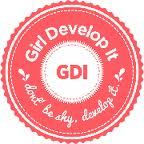 Girl Develop It
GDI
don't be shy. develop it.